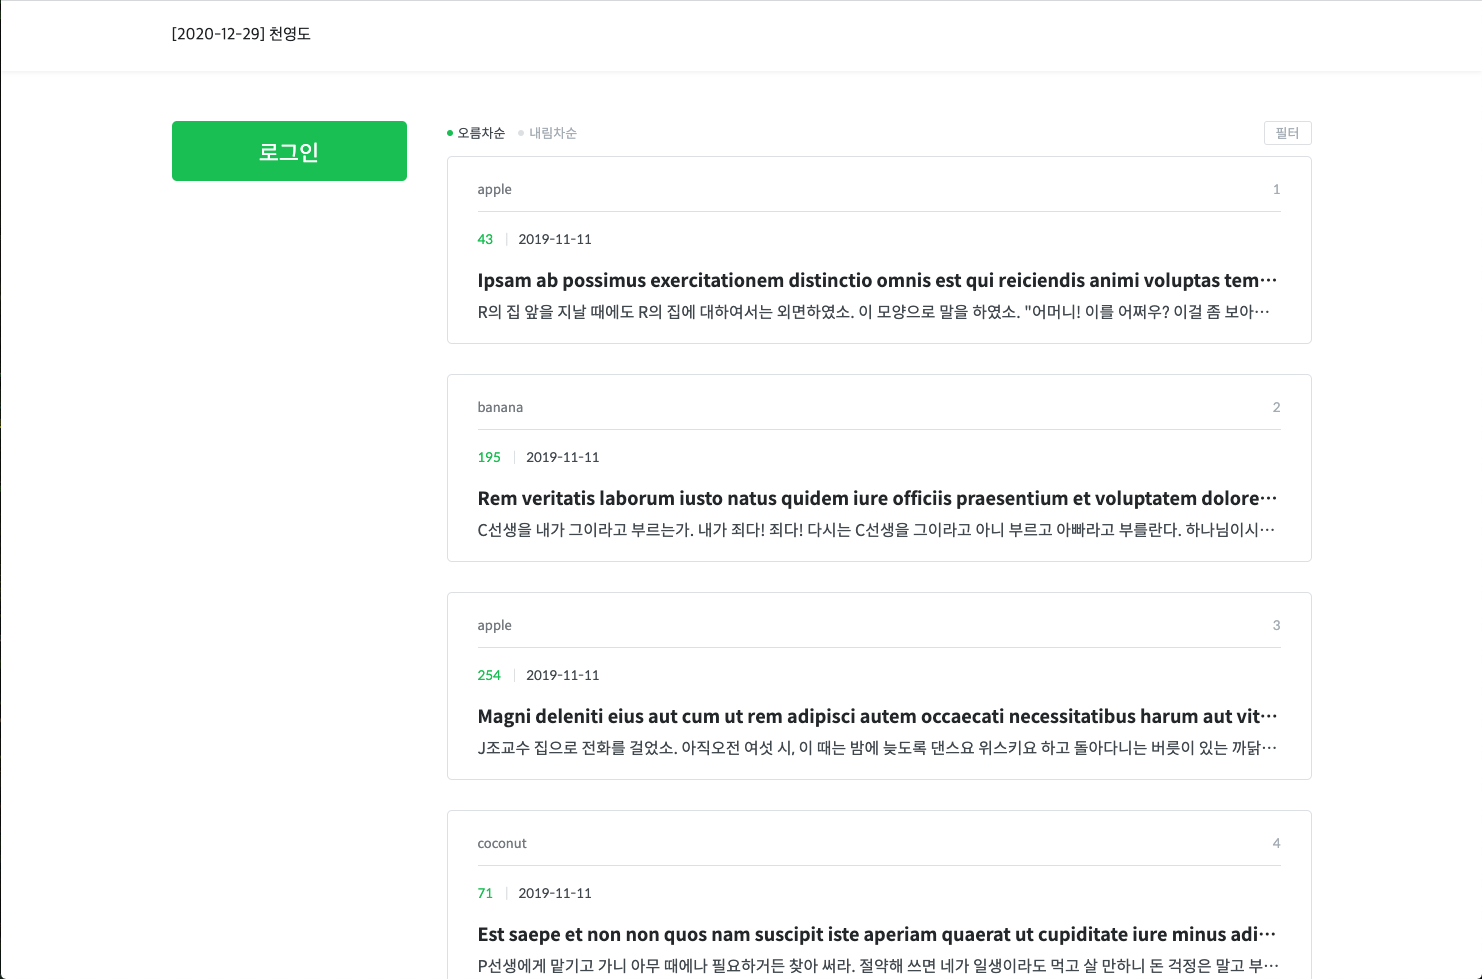 [2020-12-29] 천영도
로그인
오름차순 내림차순 필터
apple 1
43 | 2019-11-11
Ipsam ab possimus exercitationem distinctio omnis est qui reiciendis animi voluptas tem···
R의 집 앞을 지날 때에도 R의 집에 대하여서는 외면하였소. 이 모양으로 말을 하였소. "어머니! 이를 어쩌우? 이걸 좀 보아···
banana 2
195 | 2019-11-11
Rem veritatis laborum iusto natus quidem iure officiis praesentium et voluptatem dolore···
C선생을 내가 그이라고 부르는가. 내가 죄다! 죄다! 다시는 C선생을 그이라고 아니 부르고 아빠라고 부를란다. 하나님이시···
apple 3
254 | 2019-11-11
Magni deleniti eius aut cum ut rem adipisci autem occaecati necessitatibus harum aut vit···
J조교수 집으로 전화를 걸었소. 아직오전 여섯 시, 이 때는 밤에 늦도록 댄스요 위스키요 하고 돌아다니는 버릇이 있는 까닭···
coconut 4
71 | 2019-11-11
Est saepe et non non quos nam suscipit iste aperiam quaerat ut cupiditate iure minus adi···
P선생에게 맡기고 가니 아무 때에나 필요하거든 찾아 써라. 절약해 쓰면 네가 일생이라도 먹고 살 만하니 돈 걱정은 말고 부···